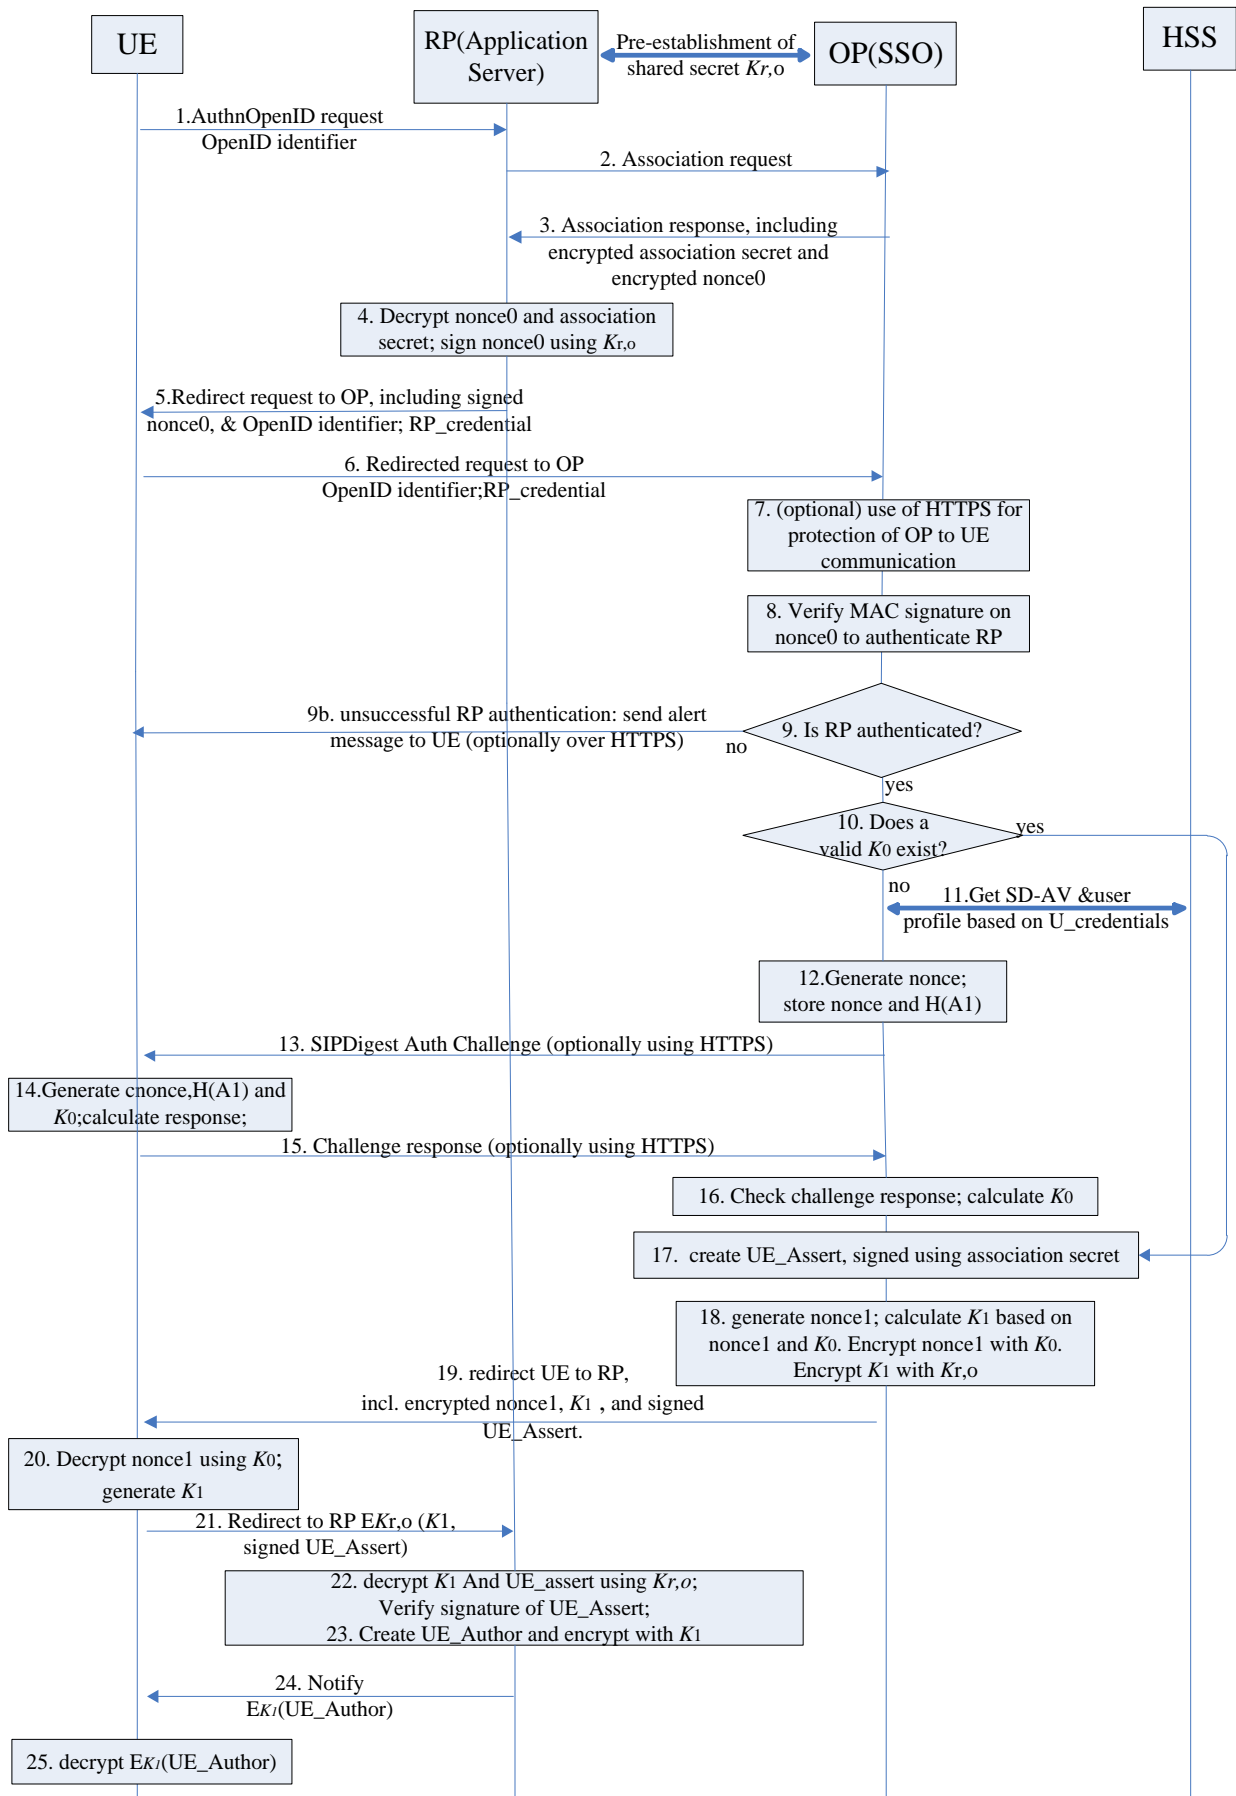 UE
RP(Application
Server)
Pre-establishment of
shared secret Kr,o
OP(SSO)
HSS
1.AuthnOpenID request
OpenID identifier
2. Association request
3. Association response, including
encrypted association secret and
encrypted nonce0
4. Decrypt nonce0 and association
secret; sign nonce0 using Kr,o
5.Redirect request to OP, including signed
nonce0, & OpenID identifier; RP_credential
6. Redirected request to OP
OpenID identifier;RP_credential
7. (optional) use of HTTPS for
protection of OP to UE
communication
8. Verify MAC signature on
nonce0 to authenticate RP
9b. unsuccessful RP authentication: send alert
message to UE (optionally over HTTPS)
no
9. Is RP authenticated?
yes
10. Does a
valid K0 exist?
yes
no
11.Get SD-AV &user
profile based on U_credentials
12.Generate nonce;
store nonce and H(A1)
13. SIPDigest Auth Challenge (optionally using HTTPS)
14.Generate cnonce,H(A1) and
K0;calculate response;
15. Challenge response (optionally using HTTPS)
16. Check challenge response; calculate K0
17. create UE_Assert, signed using association secret
18. generate nonce1; calculate K1 based on
nonce1 and K0. Encrypt nonce1 with K0.
Encrypt K1 with Kr,o
19. redirect UE to RP,
incl. encrypted nonce1, K1 , and signed
UE_Assert.
20. Decrypt nonce1 using K0;
generate K1
21. Redirect to RP EKr,o (K1,
signed UE_Assert)
22. decrypt K1 And UE_assert using Kr,o;
Verify signature of UE_Assert;
23. Create UE_Author and encrypt with K1
24. Notify
EK1(UE_Author)
25. decrypt EK1(UE_Author)